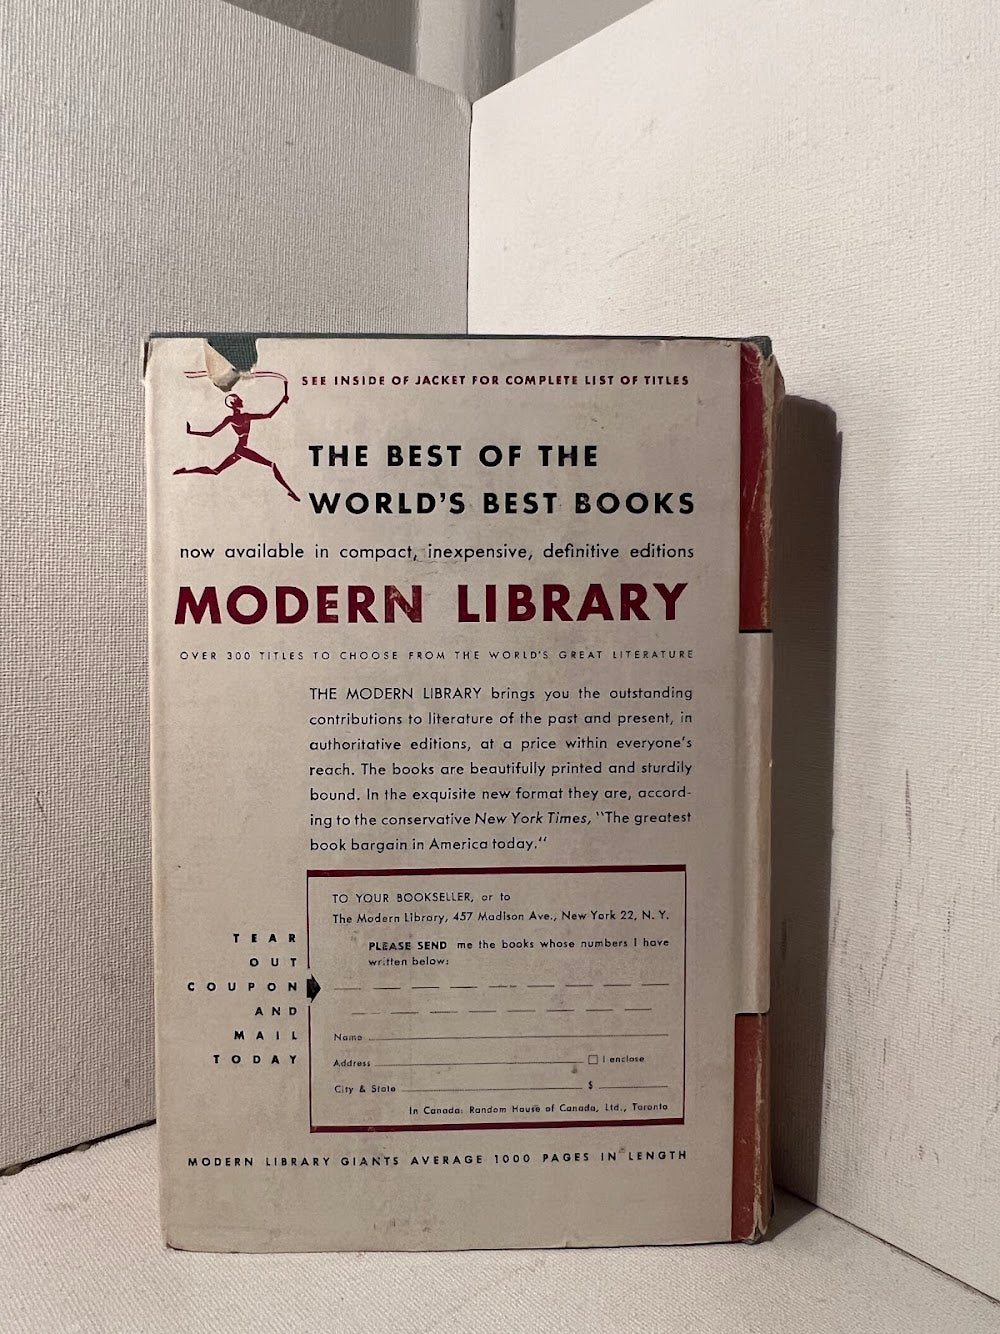 SEE INSIDE OF JACKET FOR COMPLETE LIST OF TITLES
THE BEST OF THE
WORLD'S BEST BOOKS
now available in compact, inexpensive, definitive editions
MODERN LIBRARY
OVER 300 TITLES TO CHOOSE FROM THE WORLD'S GREAT LITERATURE
THE MODERN LIBRARY brings you the outstanding
contributions to literature of the past and present, in
authoritative editions, at a price within everyone's
reach. The books are beautifully printed and sturdily
bound. In the exquisite new format they are, accord-
ing to the conservative New York Times, "The greatest
book bargain in America today."
TO YOUR BOOKSELLER, or to
The Modern Library, 457 Madison Ave., New York 22, N. Y.
PLEASE SEND me the books whose numbers I have
written below:
TEAR
OUT
COUPON
AND
MAIL
TODAY
Name
Address I enclose
City & State $
In Canada: Random House of Canada, Ltd., Toronto
MODERN LIBRARY GIANTS AVERAGE 1000 PAGES IN LENGTH